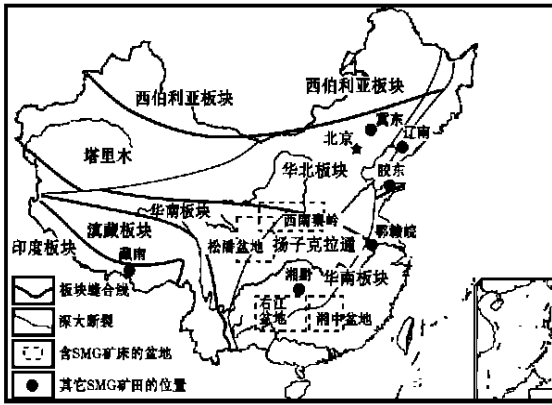 西伯利亚板块
西伯利亚板块
冀东
北京
辽南
塔里木
华北板块
胶东
华南板块
西南秦岭
滇藏板块
松潘盆地
扬子克拉通
鄂赣皖
印度板块
藏南
湘黔
华南板块
板块缝合线
右江
盆地
湘中盆地
深大断裂
含SMG矿床的盆地
其它SMG矿田的位置